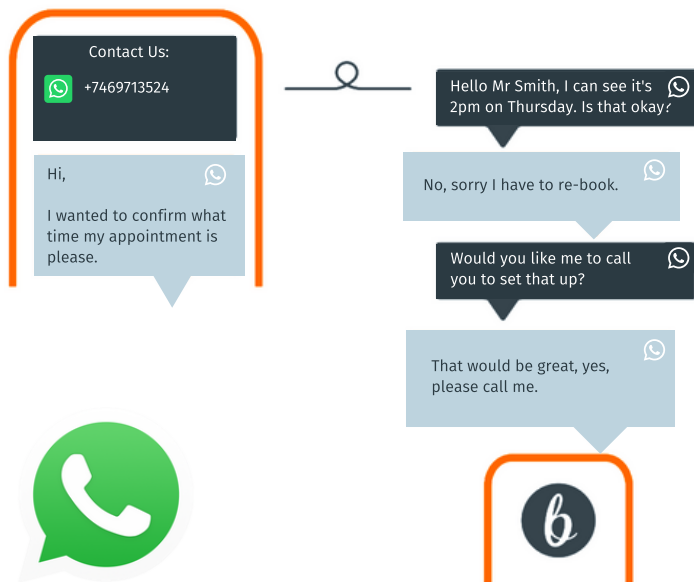 Contact Us:
+7469713524
Hi,
I wanted to confirm what
time my appointment is
please.
Hello Mr Smith, I can see it's
2pm on Thursday. Is that okay?
No, sorry I have to re-book.
Would you like me to call
you to set that up?
That would be great, yes,
please call me.
b